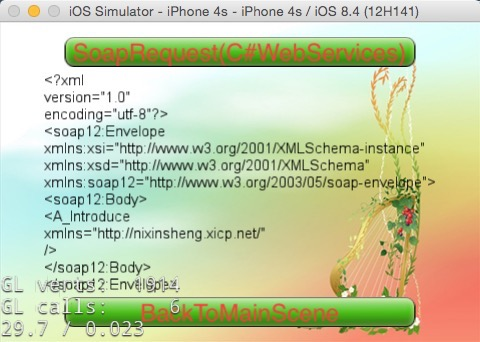 iOS Simulator - iPhone 4s - iPhone 4s / iOS 8.4 (12H141)
SoapRequest(C#WebServices)
<?xml
version="1.0"
encoding="utf-8"?>
<soap12:Envelope
xmlns:xsi="http://www.w3.org/2001/XMLSchema-instance"
xmlns:xsd="http://www.w3.org/2001/XMLSchema"
xmlns:soap12="http://www.w3.org/2003/05/soap-envelope">
<soap12:Body>
<A_Introduce
xmlns="http://nixinsheng.xicp.net/"
/>
</soap12:Body>
</soap12:Envelope>
GL verts: 1914
GL calls: 6
BackToMainScene
29.7 / 0.023